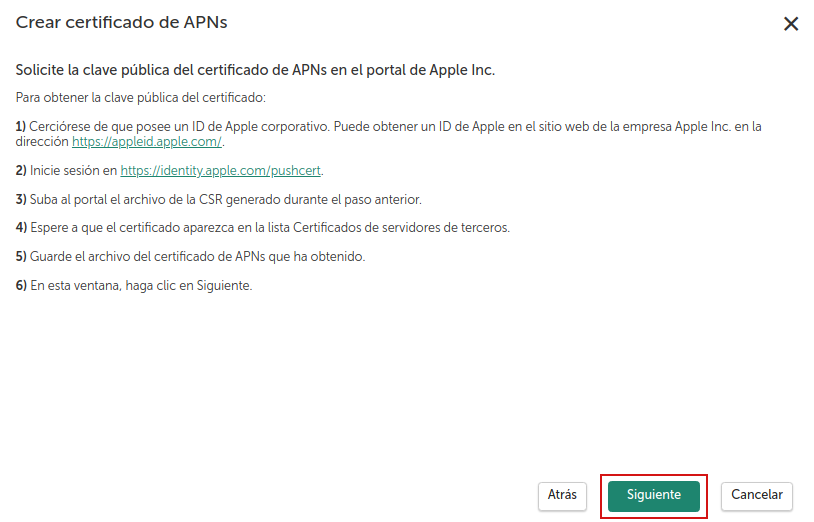 Crear certificado de APNs
Solicite la clave pública del certificado de APNs en el portal de Apple Inc.
Para obtener la clave pública del certificado:
1) Cerciórese de que posee un ID de Apple corporativo. Puede obtener un ID de Apple en el sitio web de la empresa Apple Inc. en la
dirección https://appleid.apple.com/.
2) Inicie sesión en https://identity.apple.com/pushcert.
3) Suba al portal el archivo de la CSR generado durante el paso anterior.
4) Espere a que el certificado aparezca en la lista Certificados de servidores de terceros.
5) Guarde el archivo del certificado de APNs que ha obtenido.
6) En esta ventana, haga clic en Siguiente.
Atrás
Siguiente
Cancelar